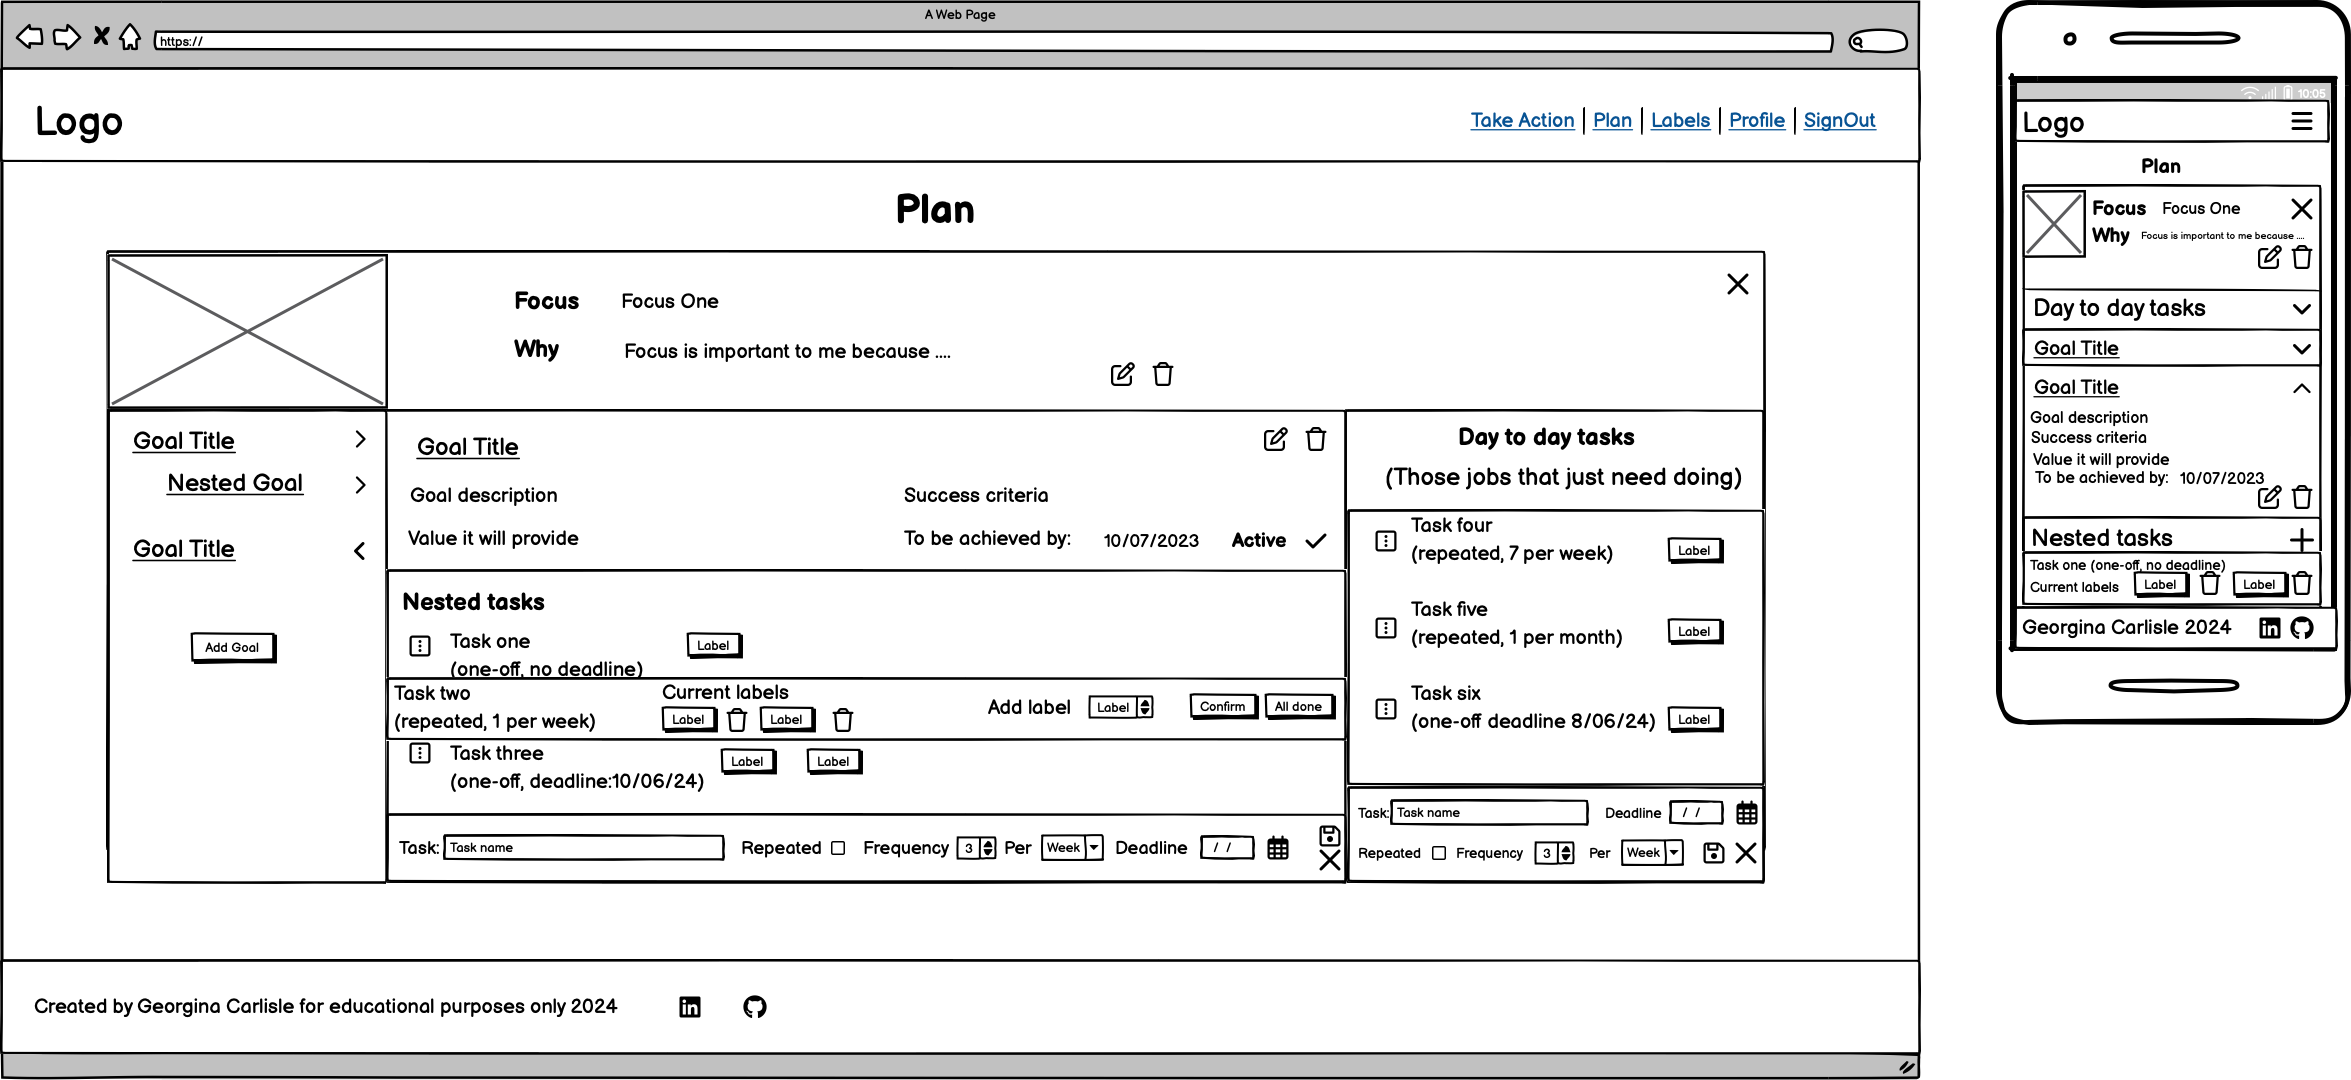 A Web Page
https://
Logo
Take Action | Plan | Labels | Profile | SignOut
Plan
Focus Focus One
Why Focus is important to me because ....
Goal Title
Nested Goal
Goal Title
Add Goal
Goal Title
Goal description Success criteria
Value it will provide To be achieved by: 10/07/2023 Active
Nested tasks
Task one Label
(one-off, no deadline)
Task two Current labels
(repeated, 1 per week) Label Label Add label Label Confirm All done
Task three Label Label
(one-off, deadline:10/06/24)
Task: Task name Repeated Frequency 3 Per Week Deadline / /
Day to day tasks
(Those jobs that just need doing)
Task four
(repeated, 7 per week) Label
Task five
(repeated, 1 per month) Label
Task six
(one-off deadline 8/06/24) Label
Task: Task name Deadline / /
Repeated Frequency 3 Per Week
Created by Georgina Carlisle for educational purposes only 2024
10:05
Logo
Plan
Focus Focus One
Why Focus is important to me because ....
Day to day tasks
Goal Title
Goal Title
Goal description
Success criteria
Value it will provide
To be achieved by: 10/07/2023
Nested tasks
Task one (one-off, no deadline)
Current labels Label Label
Georgina Carlisle 2024